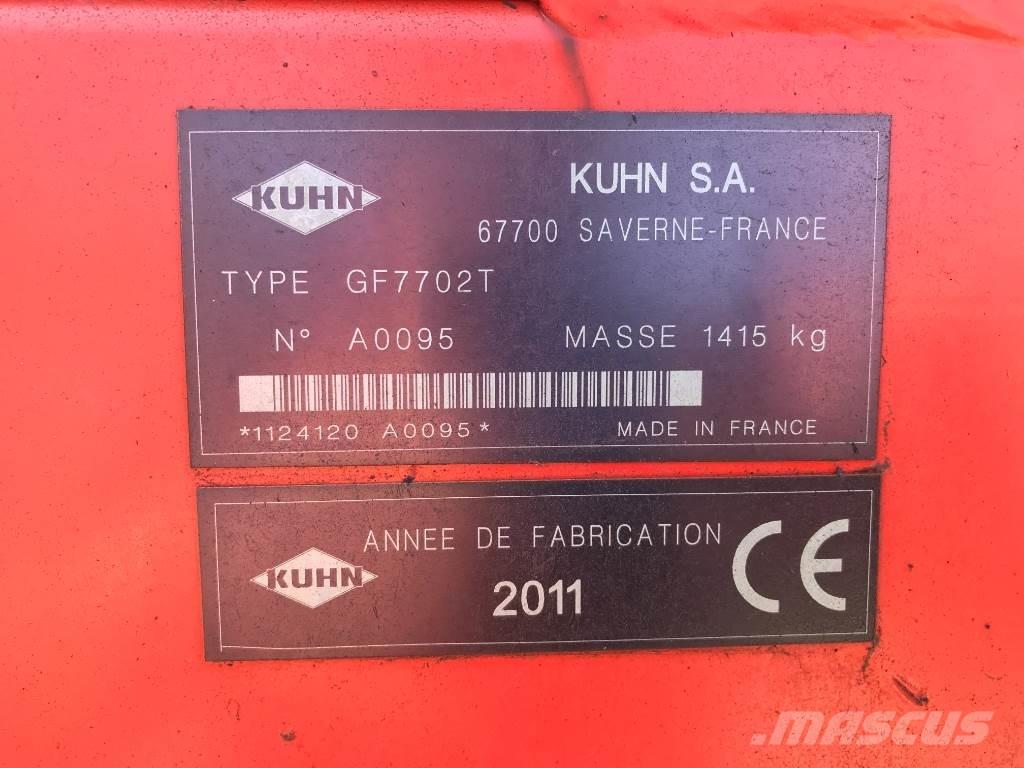 KUHN
KUHN S.A.
67700 SAVERNE-FRANCE
TYPE GF7702T
N° A0095 MASSE 1415 kg
*1124120 A0095*
MADE IN FRANCE
KUHN
ANNEE DE FABRICATION
2011
CE
MASCUS